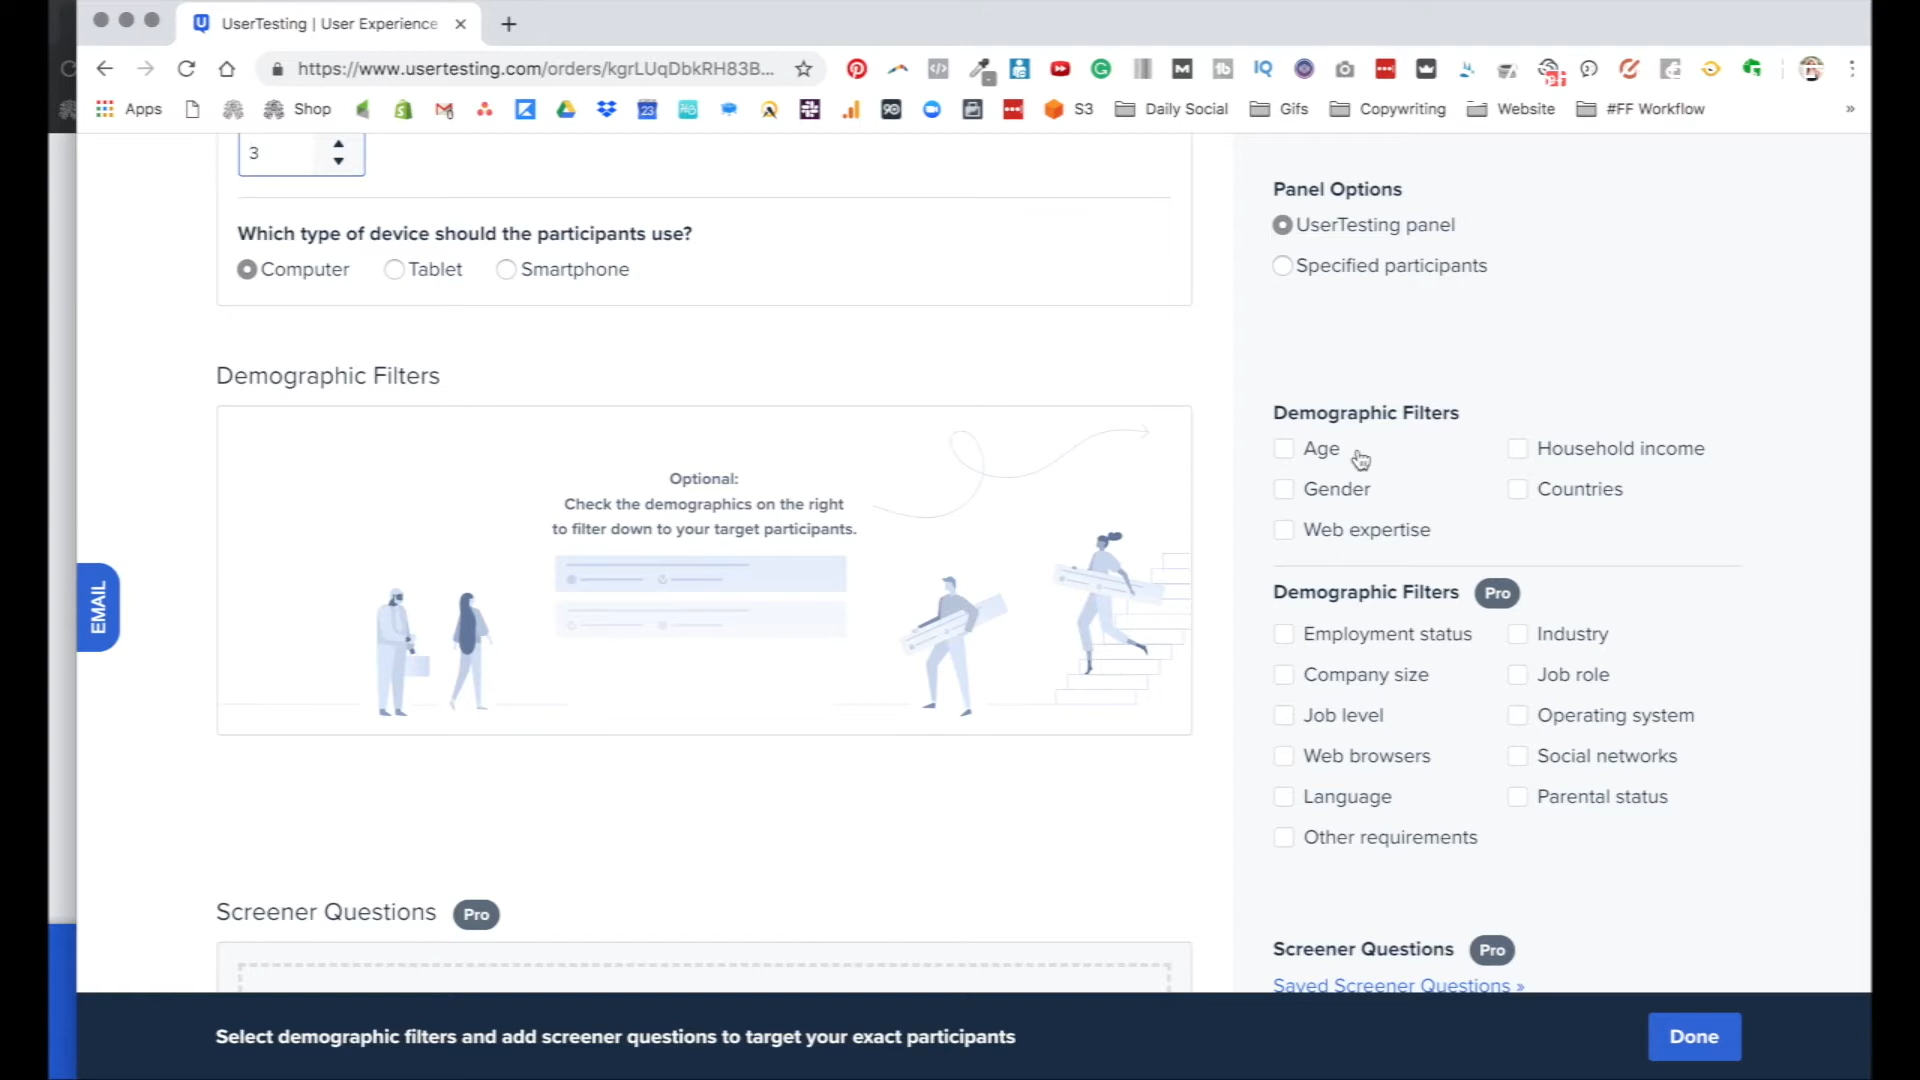 UserTesting | User Experience
https://www.usertesting.com/orders/kgrLUqDbkRH83B...
Apps
Shop
S3
Daily Social
Gifs
Copywriting
Website
#FF Workflow
»
3
Which type of device should the participants use?
Computer
Tablet
Smartphone
Demographic Filters
Optional:
Check the demographics on the right
to filter down to your target participants.
EMAIL
Screener Questions Pro
Panel Options
UserTesting panel
Specified participants
Demographic Filters
Age
Household income
Gender
Countries
Web expertise
Demographic Filters Pro
Employment status
Industry
Company size
Job role
Job level
Operating system
Web browsers
Social networks
Language
Parental status
Other requirements
Screener Questions Pro
Saved Screener Questions »
Select demographic filters and add screener questions to target your exact participants
Done